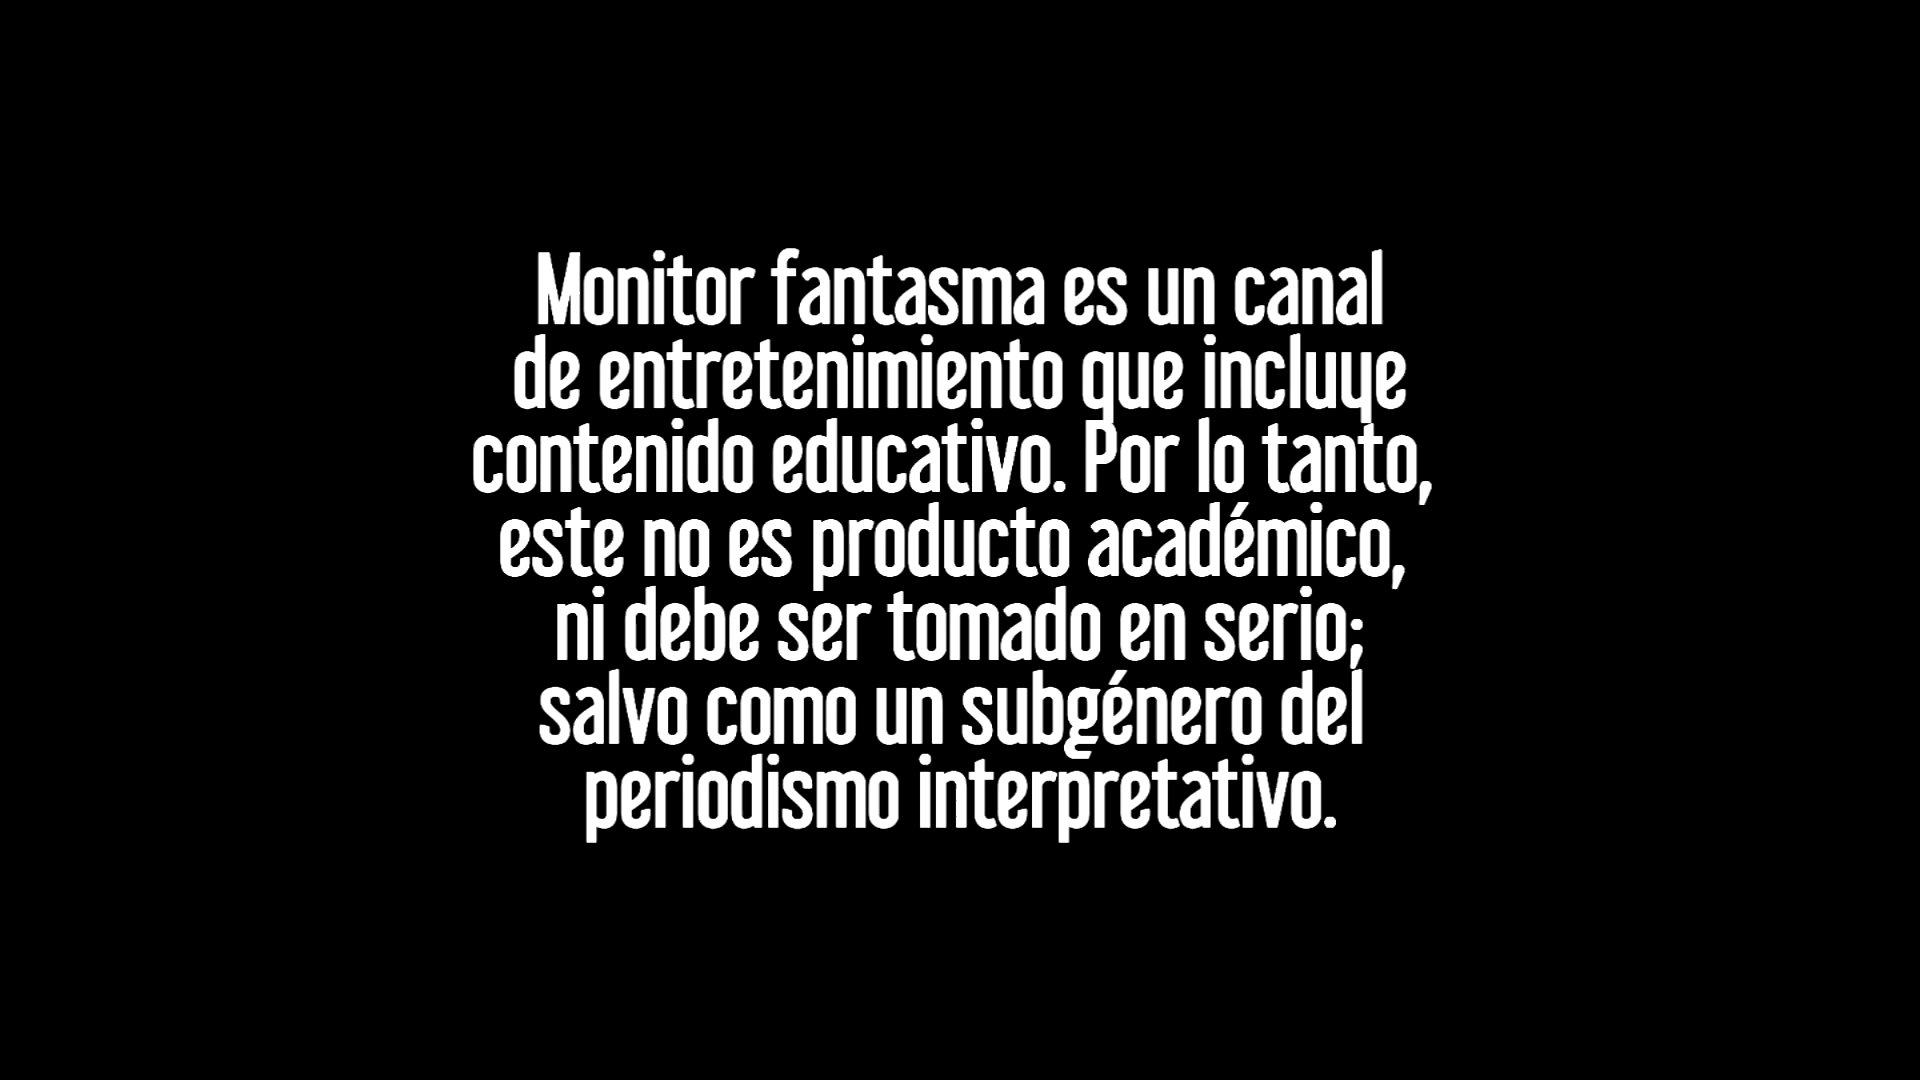 Monitor fantasma es un canal
de entretenimiento que incluye
contenido educativo. Por lo tanto,
este no es producto académico,
ni debe ser tomado en serio;
salvo como un subgénero del
periodismo interpretativo.